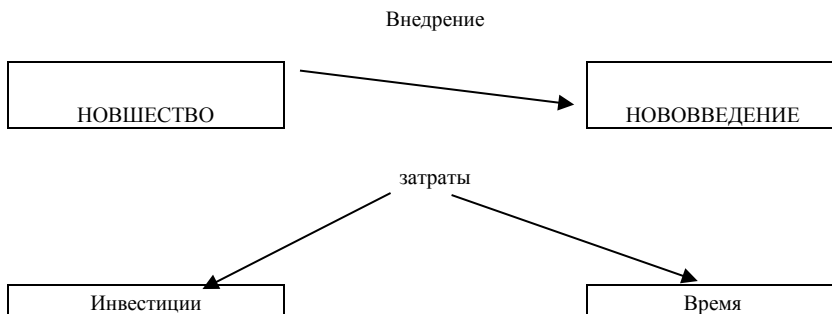 Внедрение
НОВШЕСТВО
НОВОВВЕДЕНИЕ
затраты
Инвестиции
Время